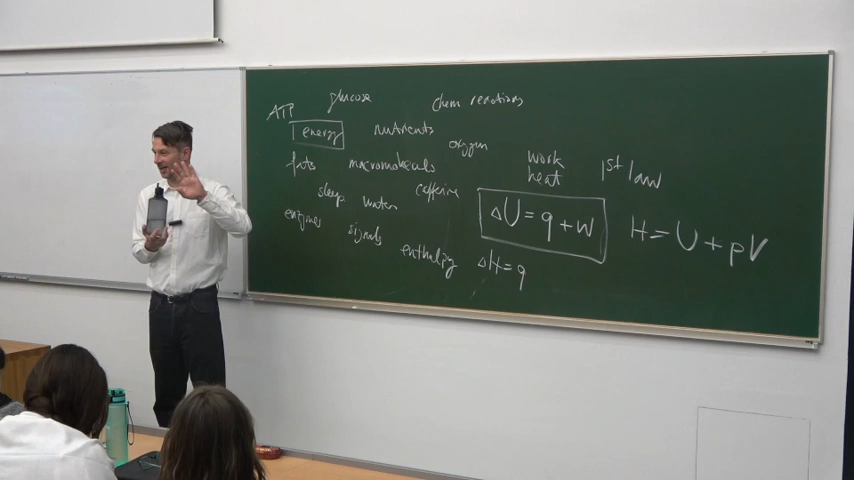 glucose
chem reactions
ATP
energy
nutrients
oxygen
work
heat
1st law
fats
macromolecules
sleep
water
caffeine
enzymes
signals
ΔU = q + w
H = U + pV
enthalpy
ΔH = q